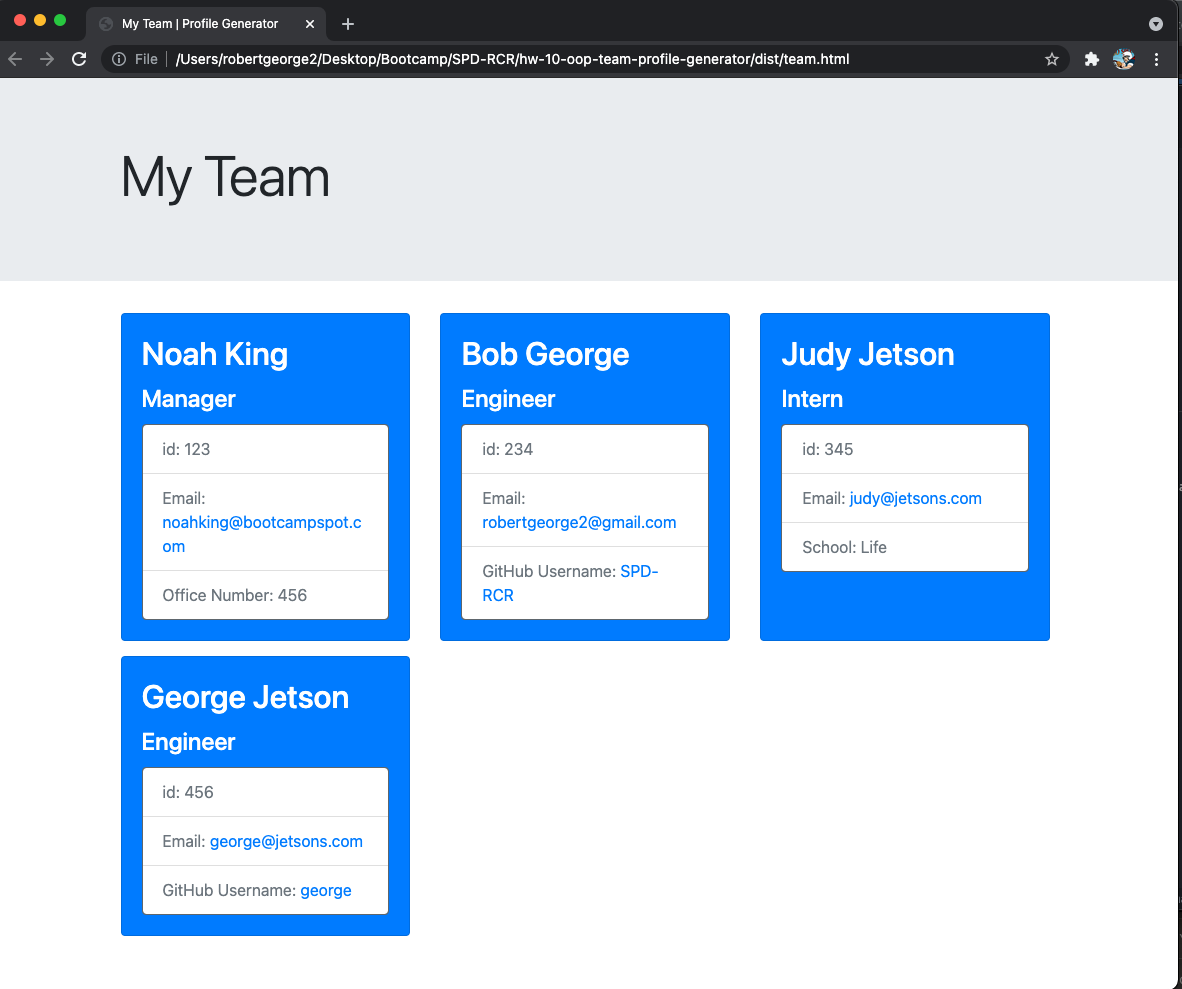 My Team | Profile Generator
File
/Users/robertgeorge2/Desktop/Bootcamp/SPD-RCR/hw-10-oop-team-profile-generator/dist/team.html
My Team
Noah King
Manager
id: 123
Email:
noahking@bootcampspot.c
om
Office Number: 456
Bob George
Engineer
id: 234
Email:
robertgeorge2@gmail.com
GitHub Username: SPD-
RCR
Judy Jetson
Intern
id: 345
Email: judy@jetsons.com
School: Life
George Jetson
Engineer
id: 456
Email: george@jetsons.com
GitHub Username: george